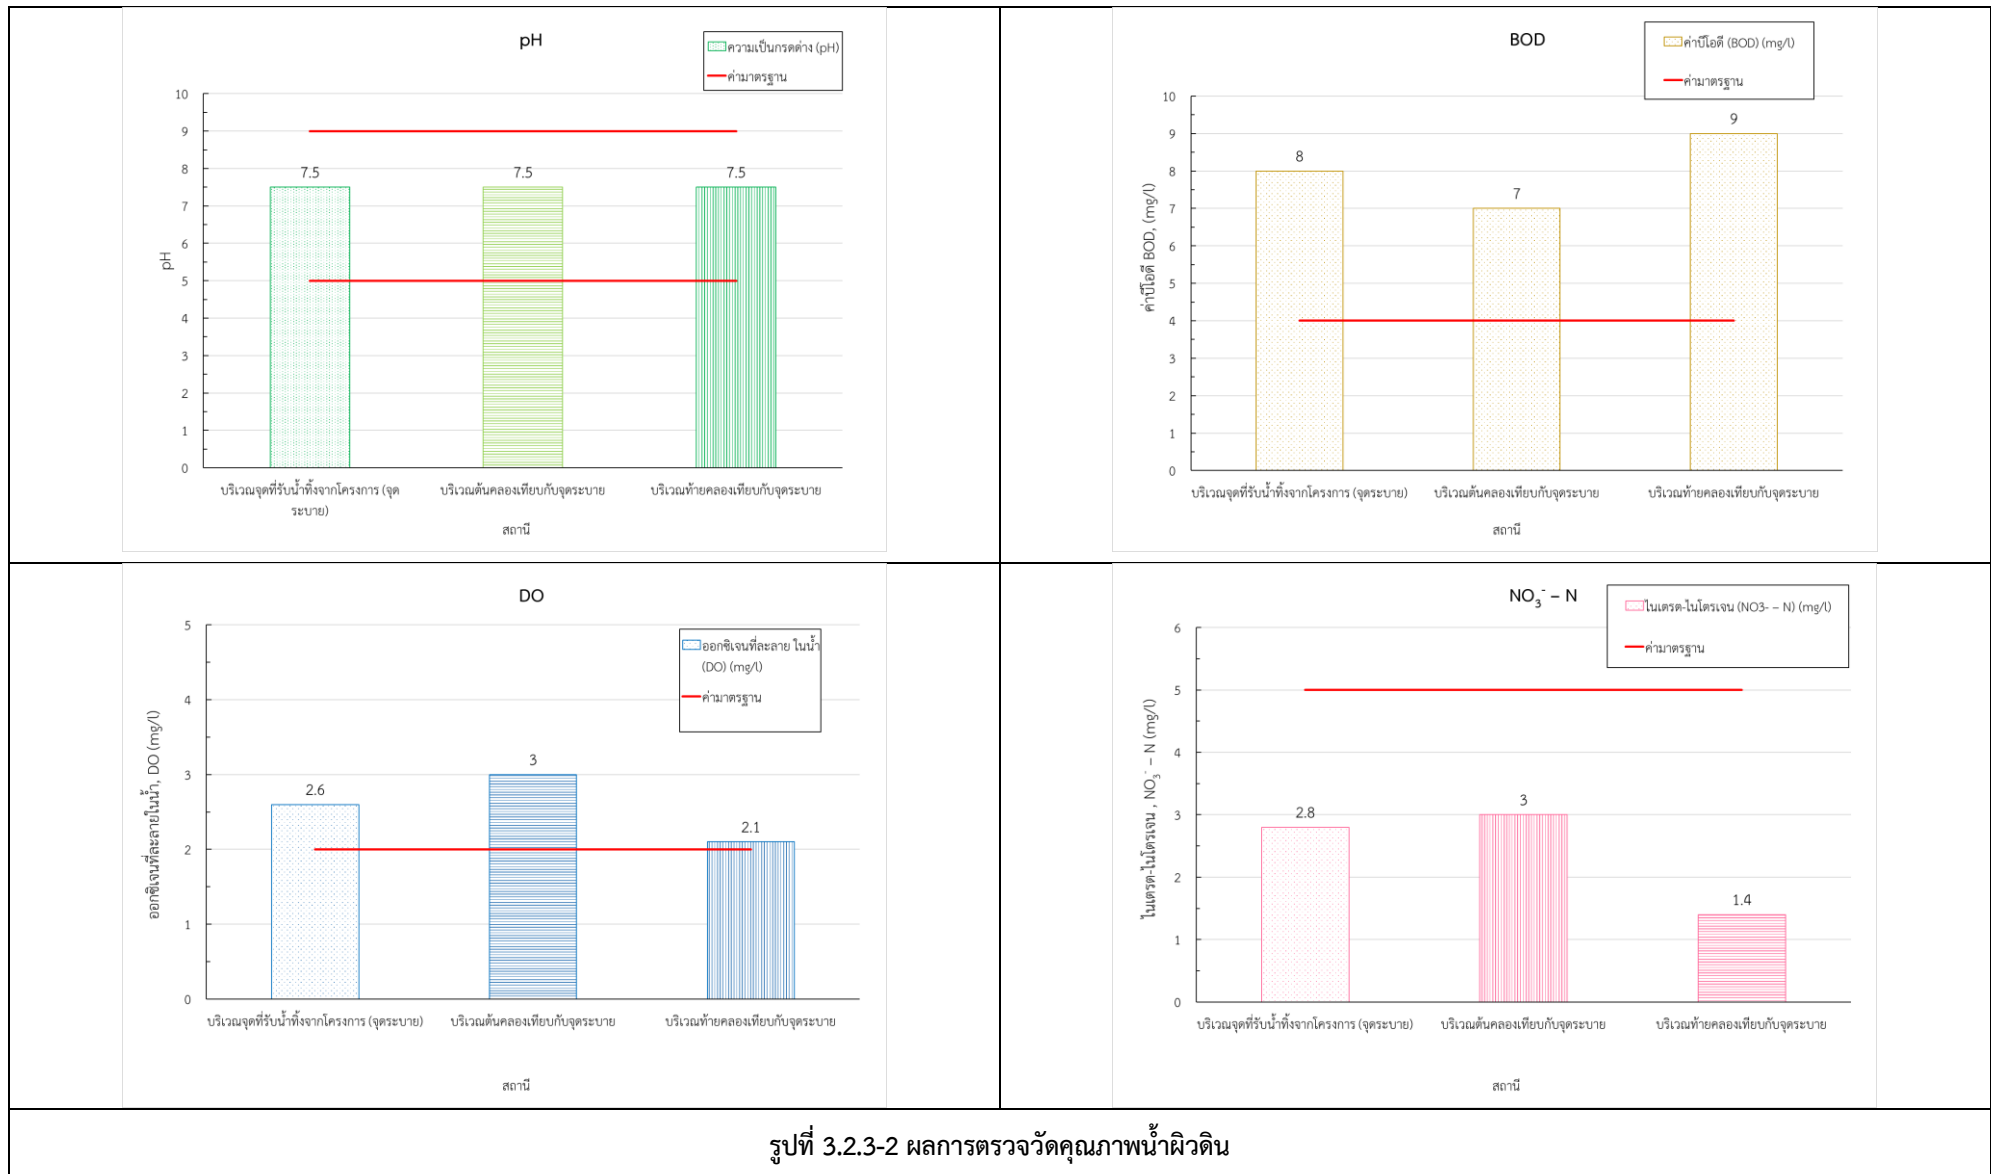 pH
ความเป็นกรดด่าง (pH)
ค่ามาตรฐาน
10
9
8
7
6
5
4
3
2
1
0
pH
7.5
7.5
7.5
บริเวณจุดที่รับน้ำทิ้งจากโครงการ (จุด
ระบาย)
บริเวณต้นคลองเทียบกับจุดระบาย
บริเวณท้ายคลองเทียบกับจุดระบาย
สถานี
BOD
ค่าบีโอดี (BOD) (mg/l)
ค่ามาตรฐาน
10
9
8
7
6
5
4
3
2
1
0
ค่าบีโอดี BOD, (mg/l)
8
7
9
บริเวณจุดที่รับน้ำทิ้งจากโครงการ (จุดระบาย)
บริเวณต้นคลองเทียบกับจุดระบาย
บริเวณท้ายคลองเทียบกับจุดระบาย
สถานี
DO
ออกซิเจนที่ละลาย ในน้ำ
(DO) (mg/l)
ค่ามาตรฐาน
5
4
3
2
1
0
ออกซิเจนที่ละลายในน้ำ, DO (mg/l)
2.6
3
2.1
บริเวณจุดที่รับน้ำทิ้งจากโครงการ (จุดระบาย)
บริเวณต้นคลองเทียบกับจุดระบาย
บริเวณท้ายคลองเทียบกับจุดระบาย
สถานี
NO₃⁻ – N
ไนเตรต-ไนโตรเจน (NO3- – N) (mg/l)
ค่ามาตรฐาน
6
5
4
3
2
1
0
ไนเตรต-ไนโตรเจน , NO₃⁻ – N (mg/l)
2.8
3
1.4
บริเวณจุดที่รับน้ำทิ้งจากโครงการ (จุดระบาย)
บริเวณต้นคลองเทียบกับจุดระบาย
บริเวณท้ายคลองเทียบกับจุดระบาย
สถานี
รูปที่ 3.2.3-2 ผลการตรวจวัดคุณภาพน้ำผิวดิน